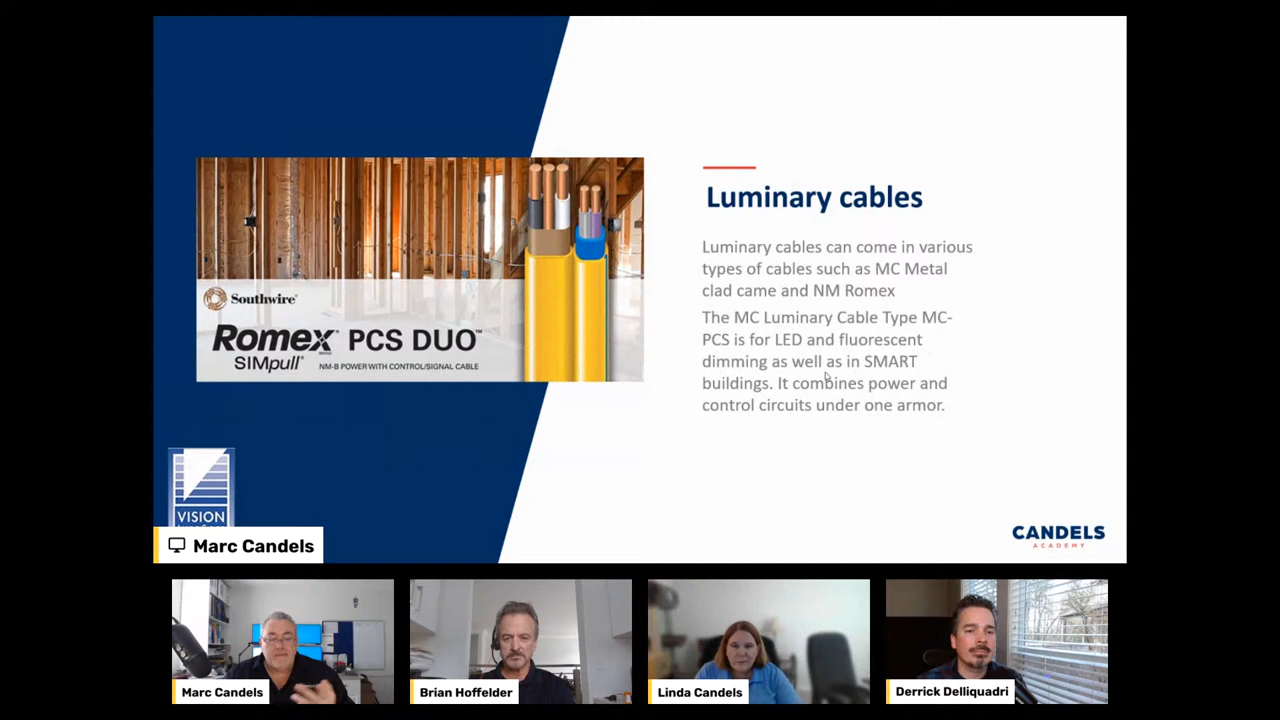 Southwire®
Romex® PCS DUO™
SIMpull®
NM-B POWER WITH CONTROL/SIGNAL CABLE
Luminary cables
Luminary cables can come in various
types of cables such as MC Metal
clad came and NM Romex
The MC Luminary Cable Type MC-
PCS is for LED and fluorescent
dimming as well as in SMART
buildings. It combines power and
control circuits under one armor.
VISION
CANDELS
ACADEMY
Marc Candels
Marc Candels
Brian Hoffelder
Linda Candels
Derrick Delliquadri